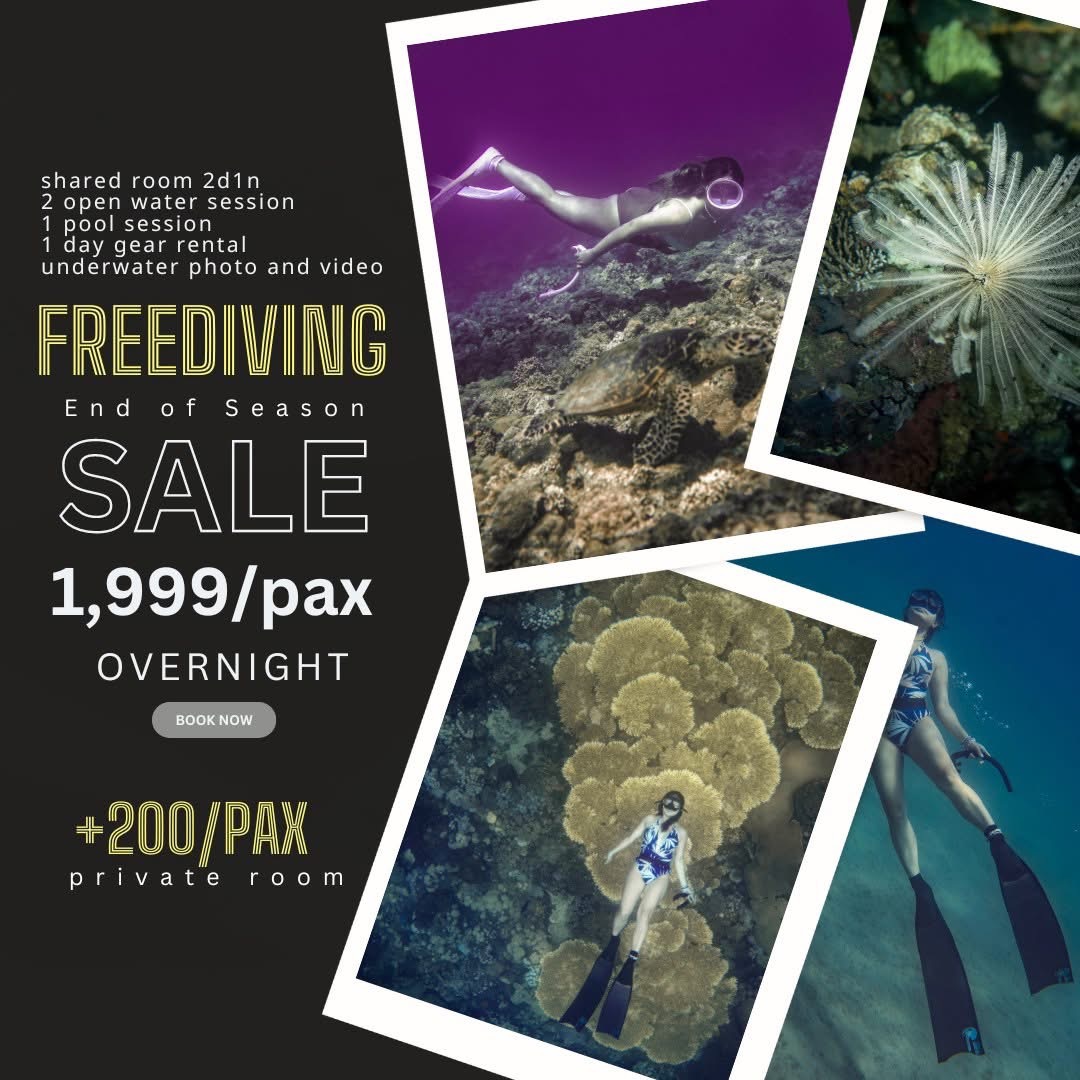 shared room 2d1n
2 open water session
1 pool session
1 day gear rental
underwater photo and video
FREEDIVING
End of Season
SALE
1,999/pax
OVERNIGHT
BOOK NOW
+200/PAX
private room